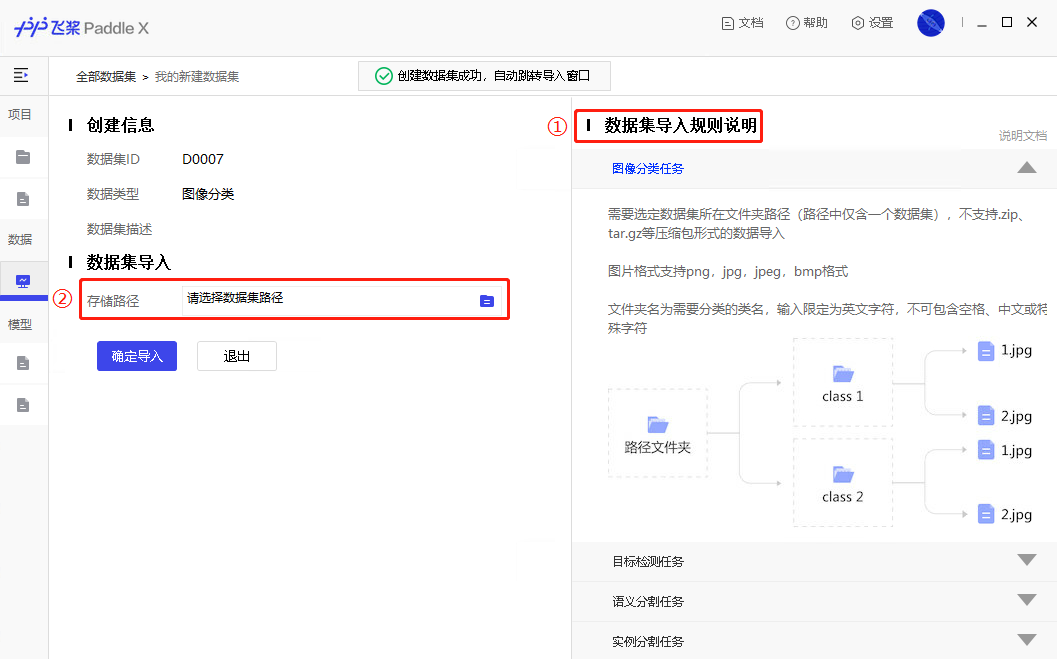 飞桨 Paddle X
文档 帮助 设置
全部数据集 > 我的新建数据集
创建数据集成功，自动跳转导入窗口
项目
数据
模型
创建信息
数据集ID D0007
数据类型 图像分类
数据集描述
数据集导入
②
存储路径 请选择数据集路径
确定导入 退出
①
数据集导入规则说明
说明文档
图像分类任务
需要选定数据集所在文件夹路径（路径中仅含一个数据集），不支持.zip、
tar.gz等压缩包形式的数据导入
图片格式支持png，jpg，jpeg，bmp格式
文件夹名为需要分类的类名，输入限定为英文字符，不可包含空格、中文或特
殊字符
路径文件夹
class 1
1.jpg
2.jpg
class 2
1.jpg
2.jpg
目标检测任务
语义分割任务
实例分割任务